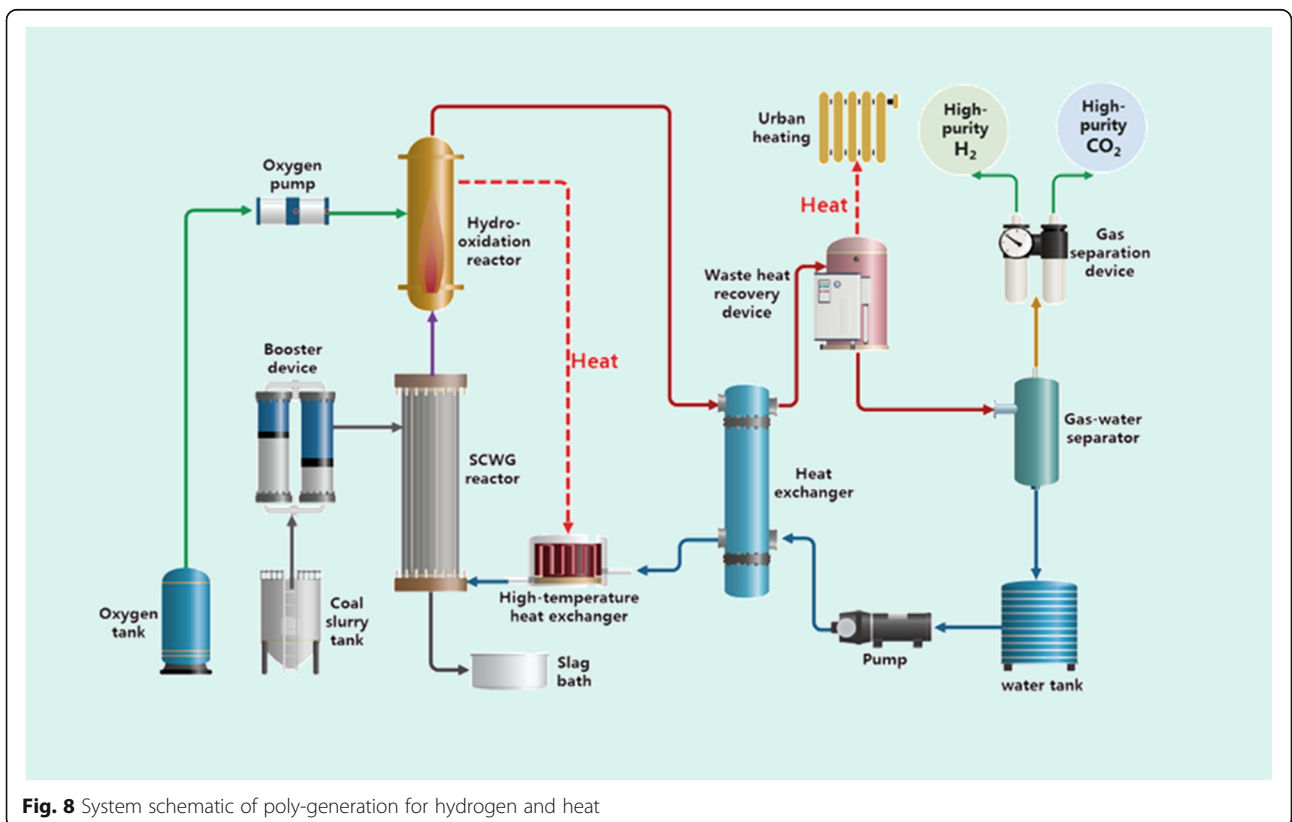 Urban
heating
High-
purity
H₂
High-
purity
CO₂
Oxygen
pump
Heat
Hydro-
oxidation
reactor
Waste heat
recovery
device
Gas
separation
device
Booster
device
Heat
SCWG
reactor
Heat
exchanger
Gas-water
separator
Oxygen
tank
Coal
slurry
tank
High-temperature
heat exchanger
Slag
bath
Pump
water tank
Fig. 8 System schematic of poly-generation for hydrogen and heat